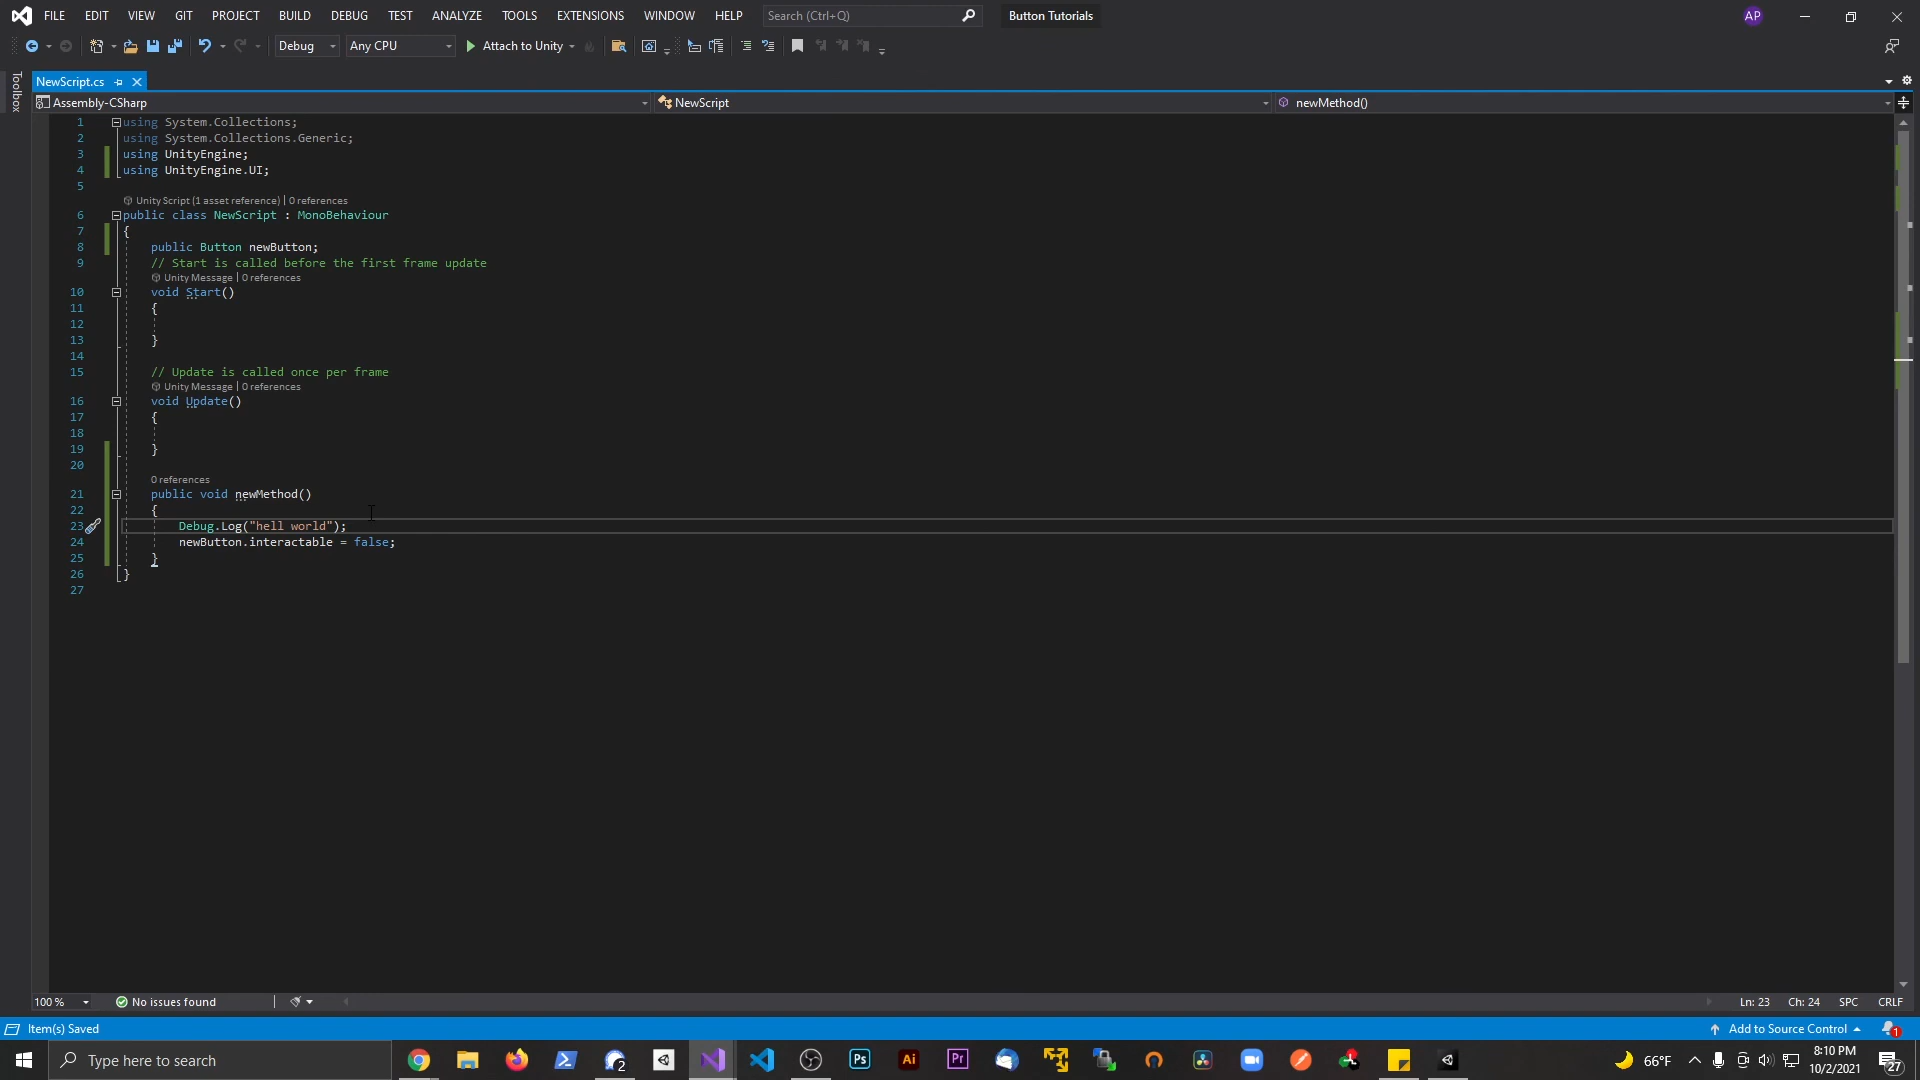 FILE EDIT VIEW GIT PROJECT BUILD DEBUG TEST ANALYZE TOOLS EXTENSIONS WINDOW HELP Search (Ctrl+Q) Button Tutorials AP
Debug Any CPU Attach to Unity
Toolbox
NewScript.cs
Assembly-CSharp NewScript newMethod()
1 using System.Collections;
2 using System.Collections.Generic;
3 using UnityEngine;
4 using UnityEngine.UI;
5
Unity Script (1 asset reference) | 0 references
6 public class NewScript : MonoBehaviour
7 {
8 public Button newButton;
9 // Start is called before the first frame update
Unity Message | 0 references
10 void Start()
11 {
12
13 }
14
15 // Update is called once per frame
Unity Message | 0 references
16 void Update()
17 {
18
19 }
20
0 references
21 public void newMethod()
22 {
23 Debug.Log("hell world");
24 newButton.interactable = false;
25 }
26 }
27
100 % No issues found Ln: 23 Ch: 24 SPC CRLF
Item(s) Saved Add to Source Control 1
Type here to search 2 Ps Ai Pr 66°F 8:10 PM
10/2/2021 27